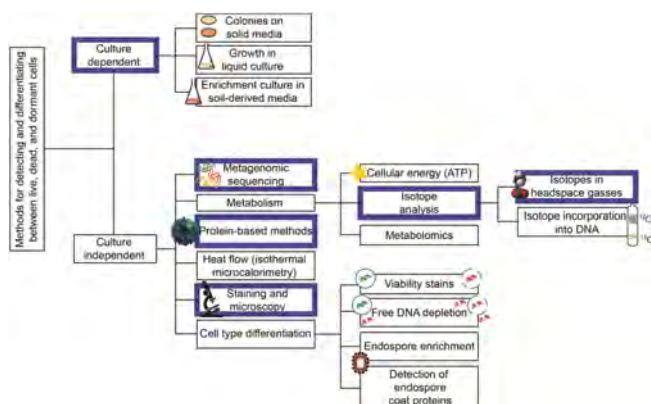 Methods for detecting and differentiating
between live, dead, and dormant cells
Culture
dependent
Colonies on
solid media
Growth in
liquid culture
Enrichment culture in
soil-derived media
Culture
independent
Metagenomic
sequencing
Metabolism
Protein-based methods
Heat flow (isothermal
microcalorimetry)
Staining and
microscopy
Cell type differentiation
Cellular energy (ATP)
Isotope
analysis
Metabolomics
Isotopes in
headspace gasses
Isotope incorporation
into DNA
Viability stains
Free DNA depletion
Endospore enrichment
Detection of
endospore
coat proteins